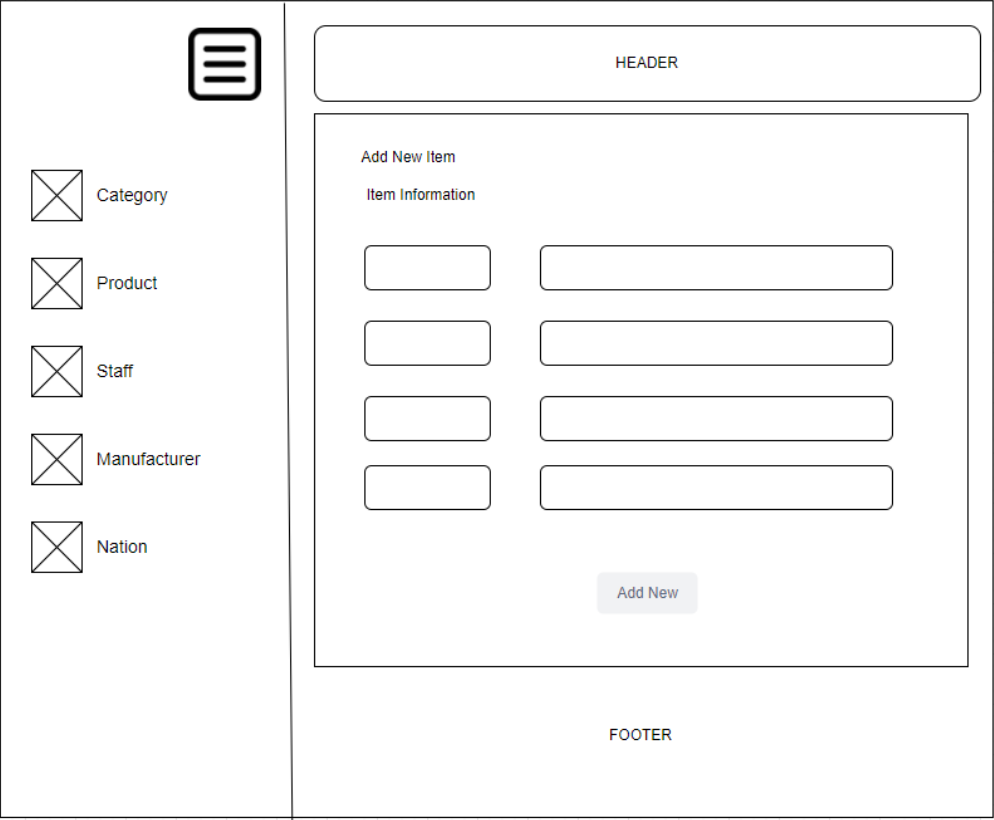 HEADER
Add New Item
Item Information
Category
Product
Staff
Manufacturer
Nation
Add New
FOOTER